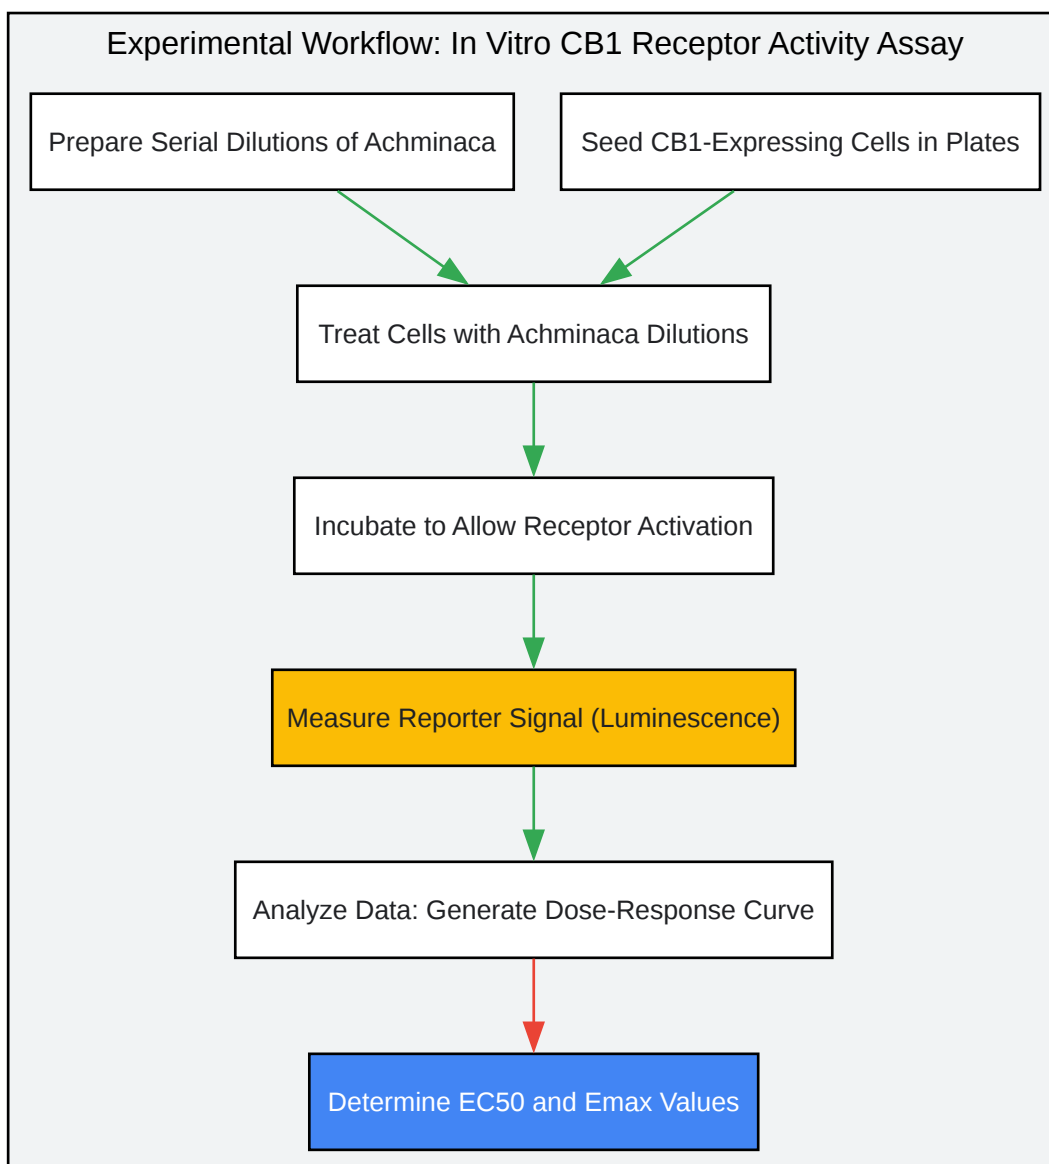 Experimental Workflow: In Vitro CB1 Receptor Activity Assay
Prepare Serial Dilutions of Achminaca
Seed CB1-Expressing Cells in Plates
Treat Cells with Achminaca Dilutions
Incubate to Allow Receptor Activation
Measure Reporter Signal (Luminescence)
Analyze Data: Generate Dose-Response Curve
Determine EC50 and Emax Values